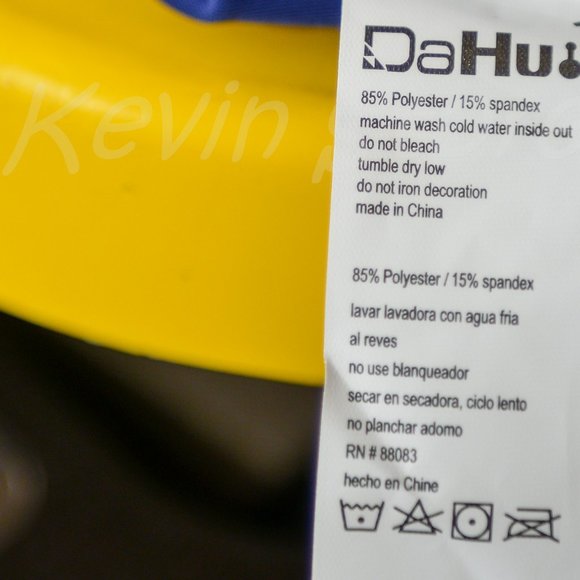 Kevin
DaHui
85% Polyester / 15% spandex
machine wash cold water inside out
do not bleach
tumble dry low
do not iron decoration
made in China
85% Polyester / 15% spandex
lavar lavadora con agua fria
al reves
no use blanqueador
secar en secadora, ciclo lento
no planchar adomo
RN # 88083
hecho en Chine